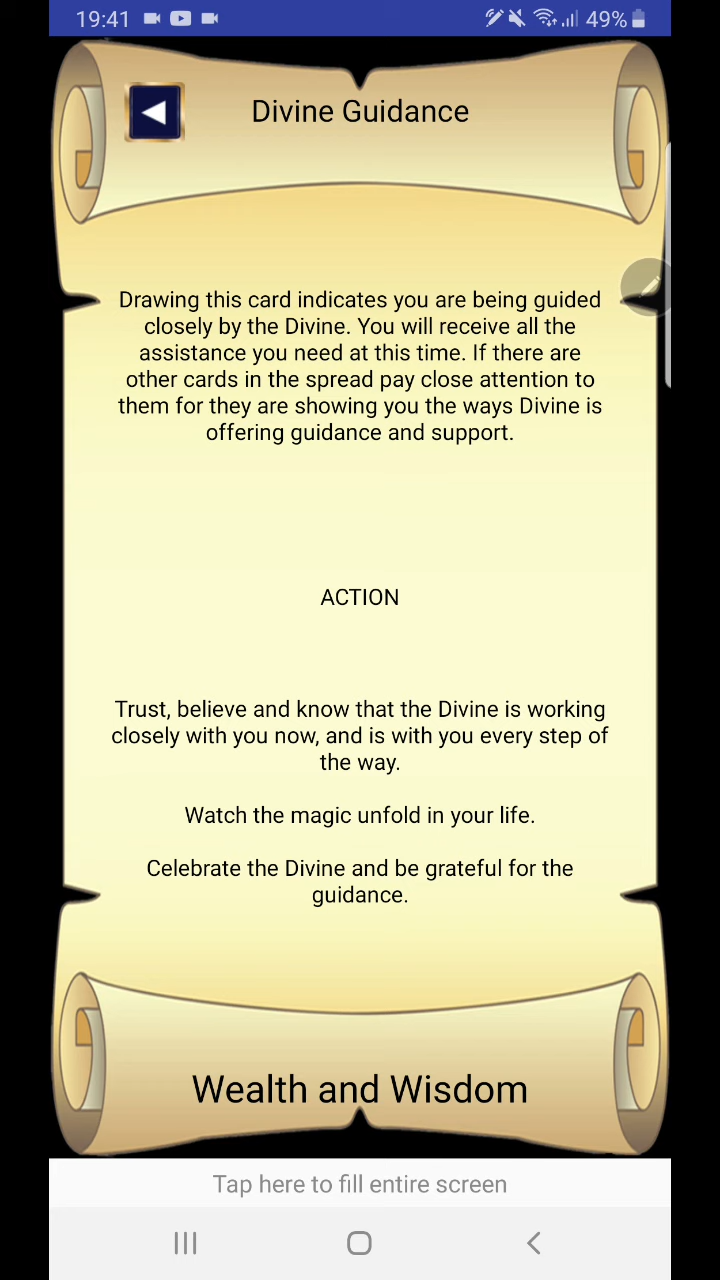 19:41
49%
Divine Guidance
Drawing this card indicates you are being guided
closely by the Divine. You will receive all the
assistance you need at this time. If there are
other cards in the spread pay close attention to
them for they are showing you the ways Divine is
offering guidance and support.
ACTION
Trust, believe and know that the Divine is working
closely with you now, and is with you every step of
the way.
Watch the magic unfold in your life.
Celebrate the Divine and be grateful for the
guidance.
Wealth and Wisdom
Tap here to fill entire screen